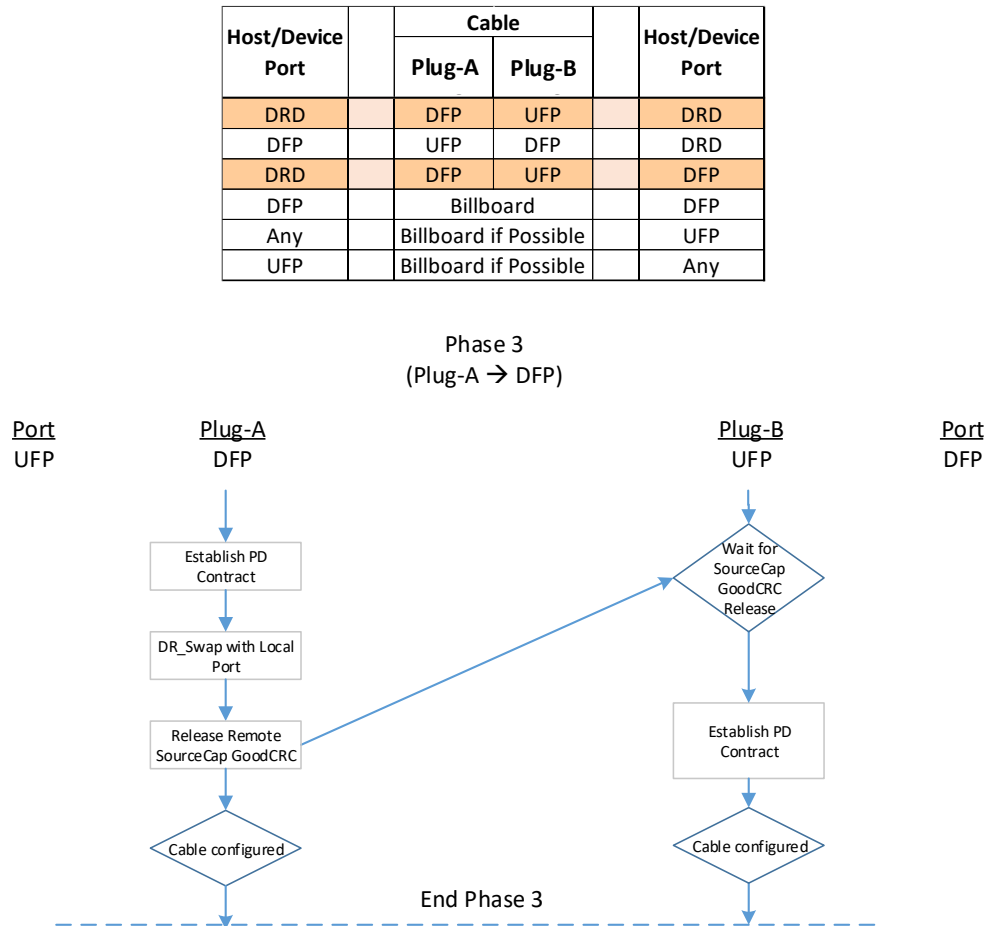 Host/Device Port Cable Host/Device Port
Plug-A Plug-B
DRD DFP UFP DRD
DFP UFP DFP DRD
DRD DFP UFP DFP
DFP Billboard DFP
Any Billboard if Possible UFP
UFP Billboard if Possible Any
Phase 3
(Plug-A → DFP)
Port Plug-A Plug-B Port
UFP DFP UFP DFP
Establish PD
Contract
DR_Swap with Local
Port
Release Remote
SourceCap GoodCRC
Cable configured
Wait for
SourceCap
GoodCRC
Release
Establish PD
Contract
Cable configured
End Phase 3